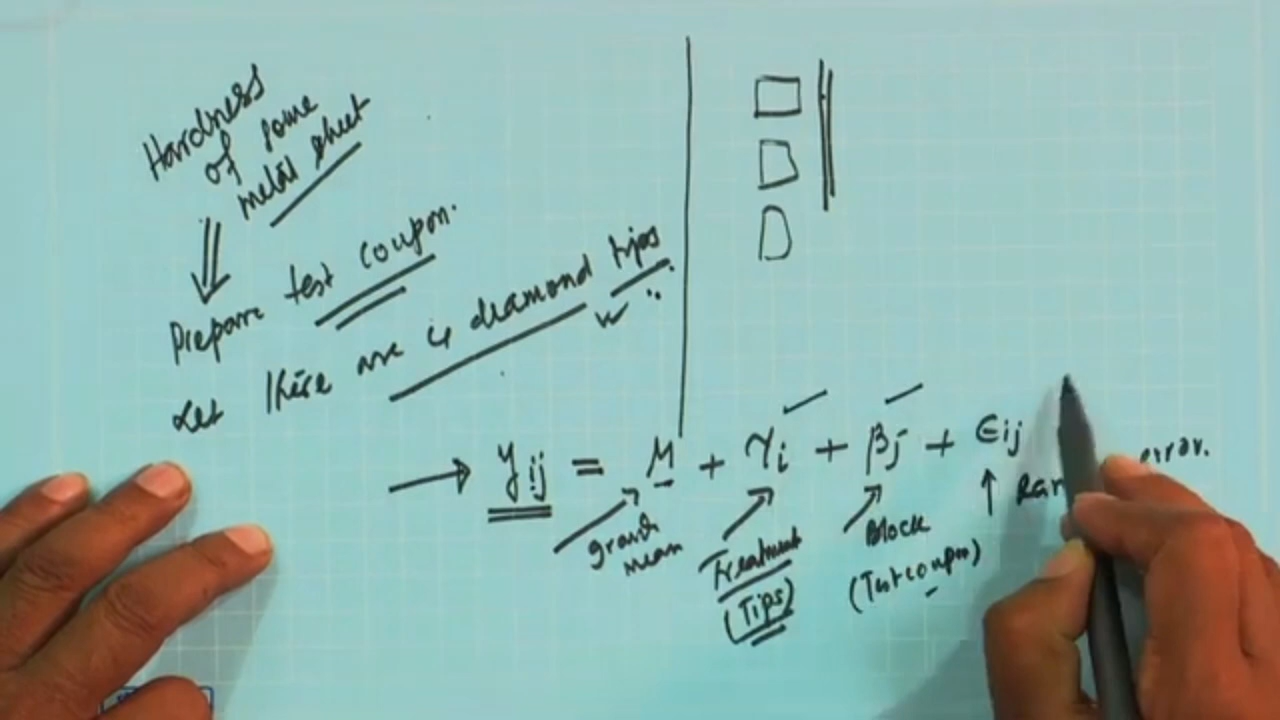 Hardness
of some
metal sheet
Prepare test coupon.
Let there are 4 diamond tips
yij = μ + γi + βj + ϵij
grand
mean
Treatment
(Tips)
Block
(Test coupon)
error.